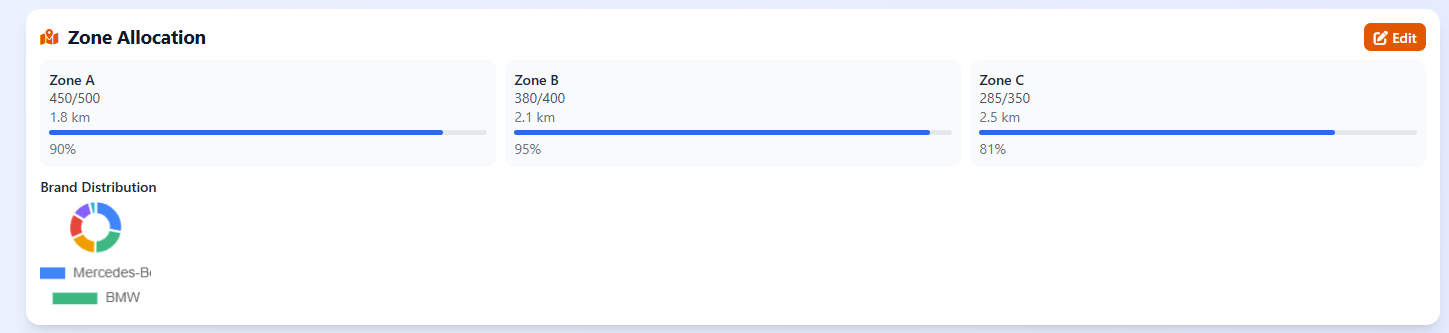 Zone Allocation
Edit
Zone A
450/500
1.8 km
90%
Zone B
380/400
2.1 km
95%
Zone C
285/350
2.5 km
81%
Brand Distribution
Mercedes-B
BMW